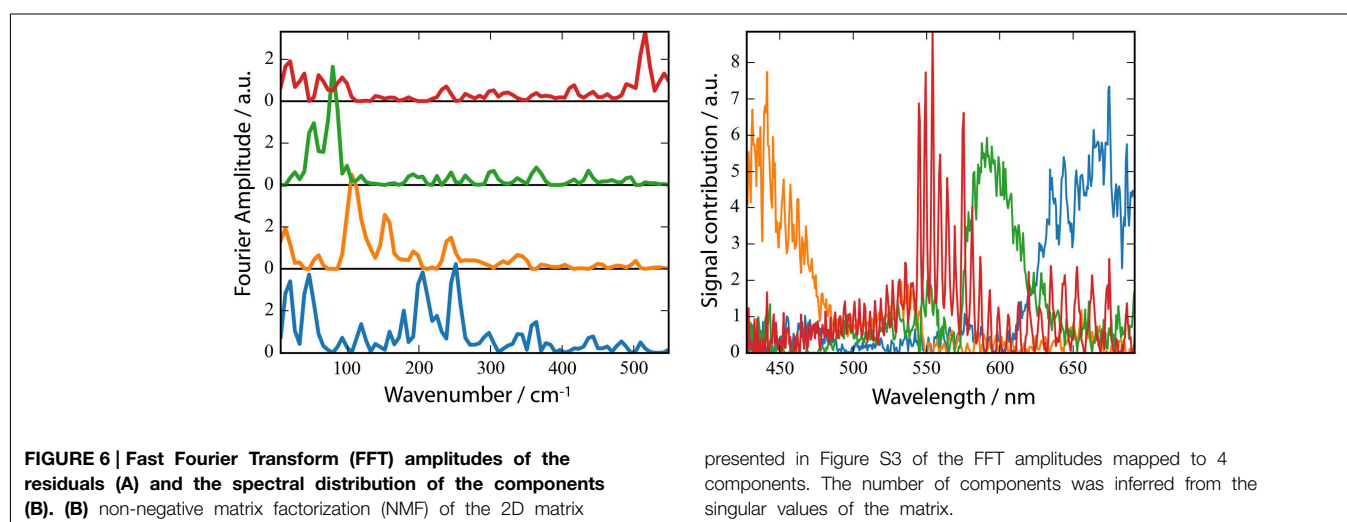 2
0
2
0
2
0
2
0
100
200
300
400
500
Fourier Amplitude / a.u.
Wavenumber / cm⁻¹
8
7
6
5
4
3
2
1
0
450
500
550
600
650
Signal contribution / a.u.
Wavelength / nm
FIGURE 6 | Fast Fourier Transform (FFT) amplitudes of the
residuals (A) and the spectral distribution of the components
(B). (B) non-negative matrix factorization (NMF) of the 2D matrix
presented in Figure S3 of the FFT amplitudes mapped to 4
components. The number of components was inferred from the
singular values of the matrix.